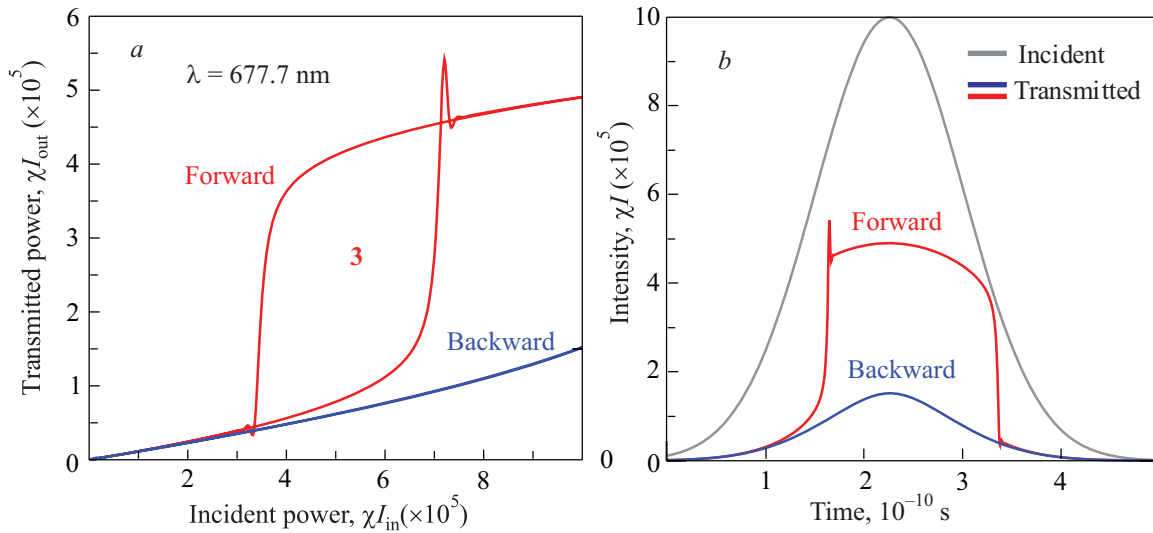 a
λ = 677.7 nm
Forward
3
Backward
6
5
4
3
2
1
0
2
4
6
8
Transmitted power, χI_out (×10^5)
Incident power, χI_in(×10^5)
b
Incident
Transmitted
Forward
Backward
10
8
6
4
2
0
0
1
2
3
4
Intensity, χI (×10^5)
Time, 10^–10 s